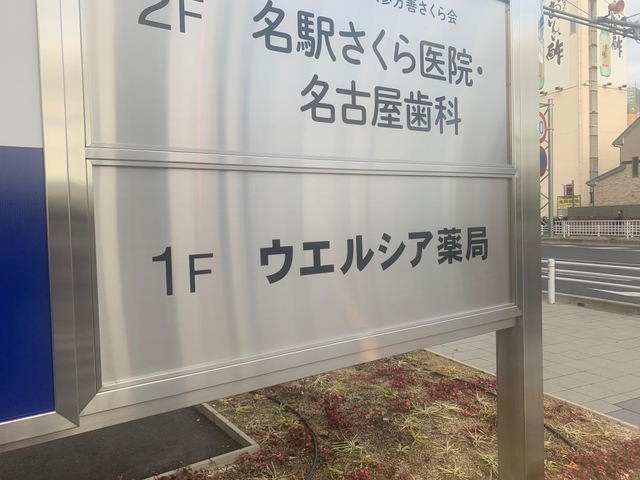 2F
名駅さくら医院・
名古屋歯科
1F ウエルシア薬局